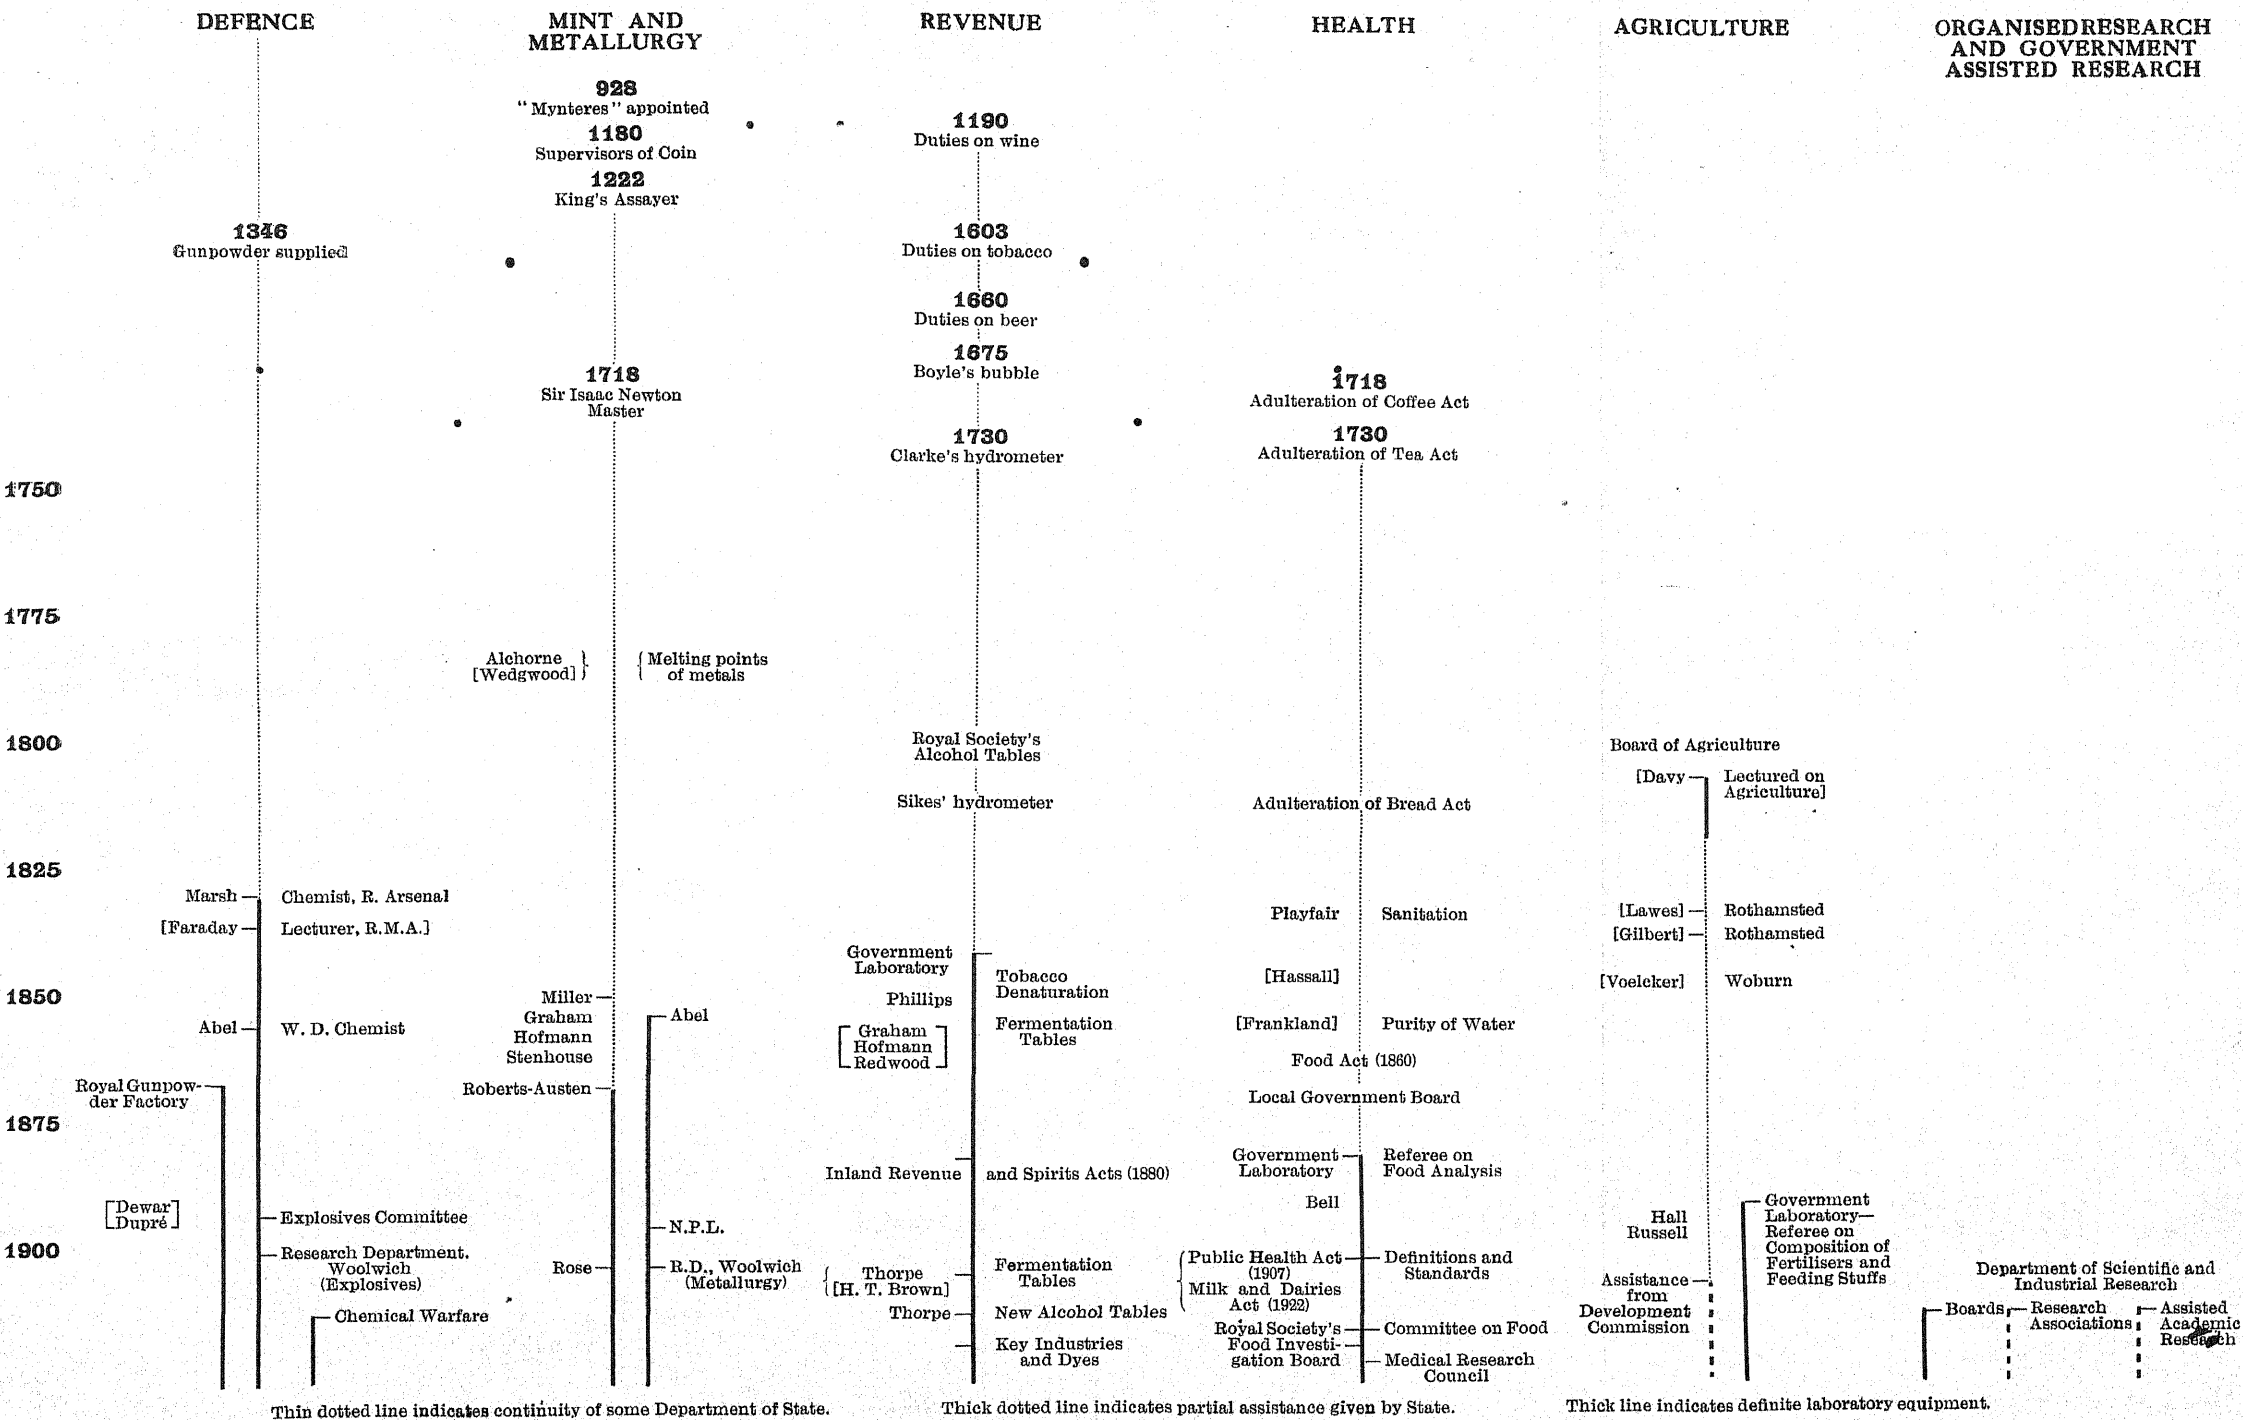 DEFENCE
1346
Gunpowder supplied
Marsh
Chemist, R. Arsenal
[Faraday
Lecturer, R.M.A.]
Abel
W. D. Chemist
Royal Gunpow-
der Factory
[Dewar
Dupré]
Explosives Committee
Research Department.
Woolwich
(Explosives)
Chemical Warfare
MINT AND
METALLURGY
928
"Mynteres" appointed
1180
Supervisors of Coin
1222
King's Assayer
1718
Sir Isaac Newton
Master
Alchorne
[Wedgwood]
Melting points
of metals
Miller
Graham
Hofmann
Stenhouse
Abel
Roberts-Austen
N.P.L.
Rose
R.D., Woolwich
(Metallurgy)
REVENUE
1190
Duties on wine
1603
Duties on tobacco
1660
Duties on beer
1675
Boyle's bubble
1730
Clarke's hydrometer
Royal Society's
Alcohol Tables
Sikes' hydrometer
Government
Laboratory
Tobacco
Denaturation
Phillips
[Graham
Hofmann
Redwood]
Fermentation
Tables
Inland Revenue and Spirits Acts (1880)
Thorpe
[H. T. Brown]
Fermentation
Tables
Thorpe
New Alcohol Tables
Key Industries
and Dyes
HEALTH
1718
Adulteration of Coffee Act
1730
Adulteration of Tea Act
Adulteration of Bread Act
Playfair
Sanitation
[Hassall]
[Frankland]
Purity of Water
Food Act (1860)
Local Government Board
Government
Laboratory
Referee on
Food Analysis
Bell
Public Health Act
(1907)
Milk and Dairies
Act (1922)
Definitions and
Standards
Royal Society's
Food Investi-
gation Board
Committee on Food
Medical Research
Council
AGRICULTURE
Board of Agriculture
[Davy
Lectured on
Agriculture]
[Lawes]
Rothamsted
[Gilbert]
Rothamsted
[Voelcker]
Woburn
Hall
Russell
Government
Laboratory—
Referee on
Composition of
Fertilisers and
Feeding Stuffs
Assistance
from
Development
Commission
ORGANISED RESEARCH
AND GOVERNMENT
ASSISTED RESEARCH
Department of Scientific and
Industrial Research
Boards
Research
Associations
Assisted
Academic
Research
1750
1775
1800
1825
1850
1875
1900
Thin dotted line indicates continuity of some Department of State.
Thick dotted line indicates partial assistance given by State.
Thick line indicates definite laboratory equipment.